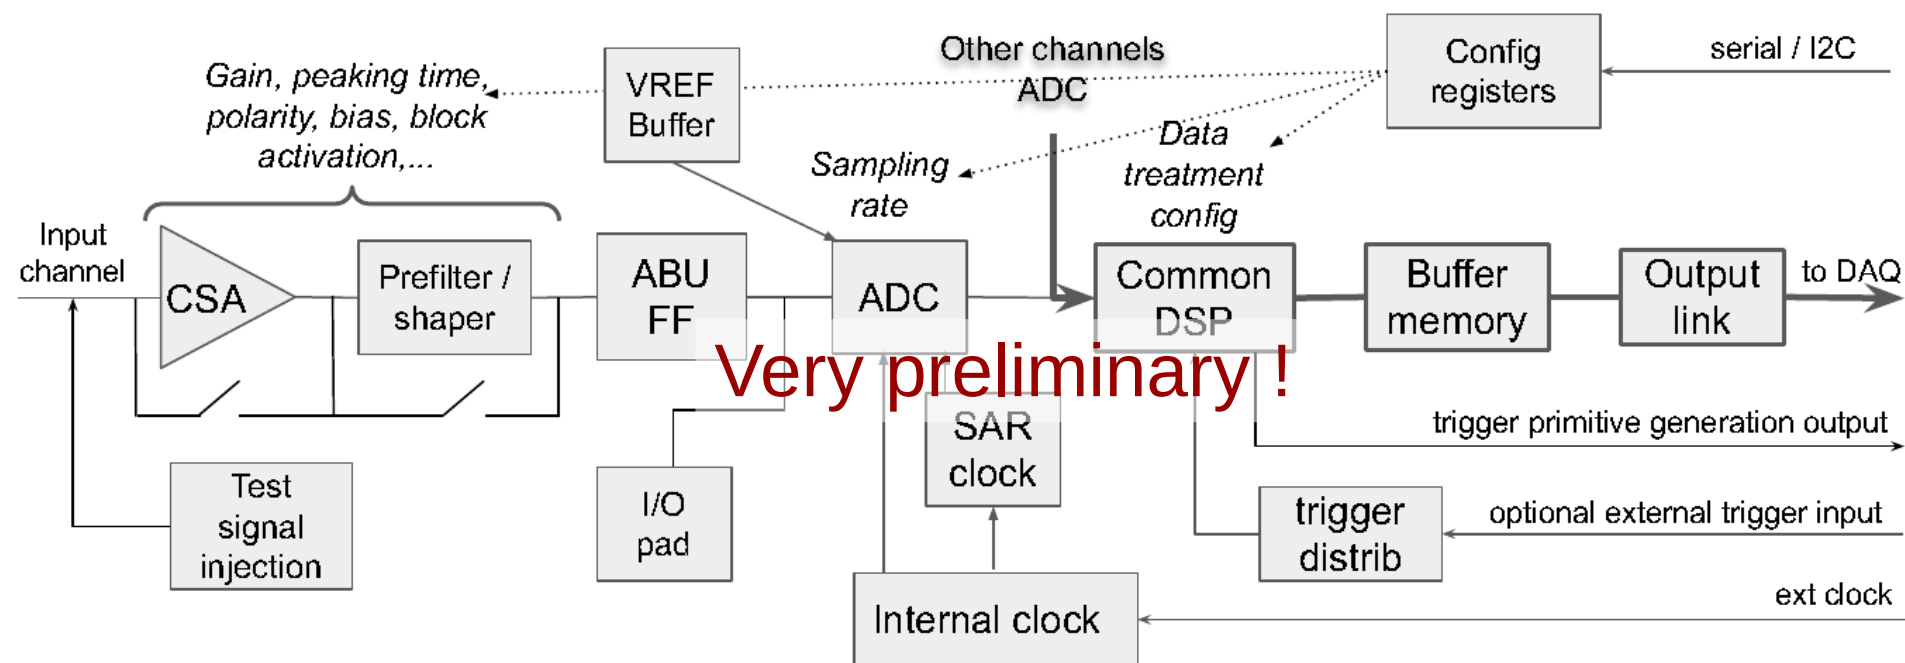 Gain, peaking time,
polarity, bias, block
activation,...
VREF
Buffer
Other channels
ADC
Config
registers
serial / I2C
Sampling
rate
Data
treatment
config
Input
channel
CSA
Prefilter /
shaper
ABU
FF
ADC
Common
DSP
Buffer
memory
Output
link
to DAQ
Very preliminary !
SAR
clock
trigger primitive generation output
Test
signal
injection
I/O
pad
trigger
distrib
optional external trigger input
Internal clock
ext clock